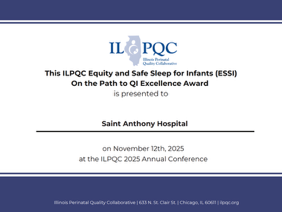 ILPQC
Illinois Perinatal
Quality Collaborative
This ILPQC Equity and Safe Sleep for Infants (ESSI)
On the Path to QI Excellence Award
is presented to
Saint Anthony Hospital
on November 12th, 2025
at the ILPQC 2025 Annual Conference
Illinois Perinatal Quality Collaborative | 633 N. St. Clair St. | Chicago, IL 60611 | ilpqc.org